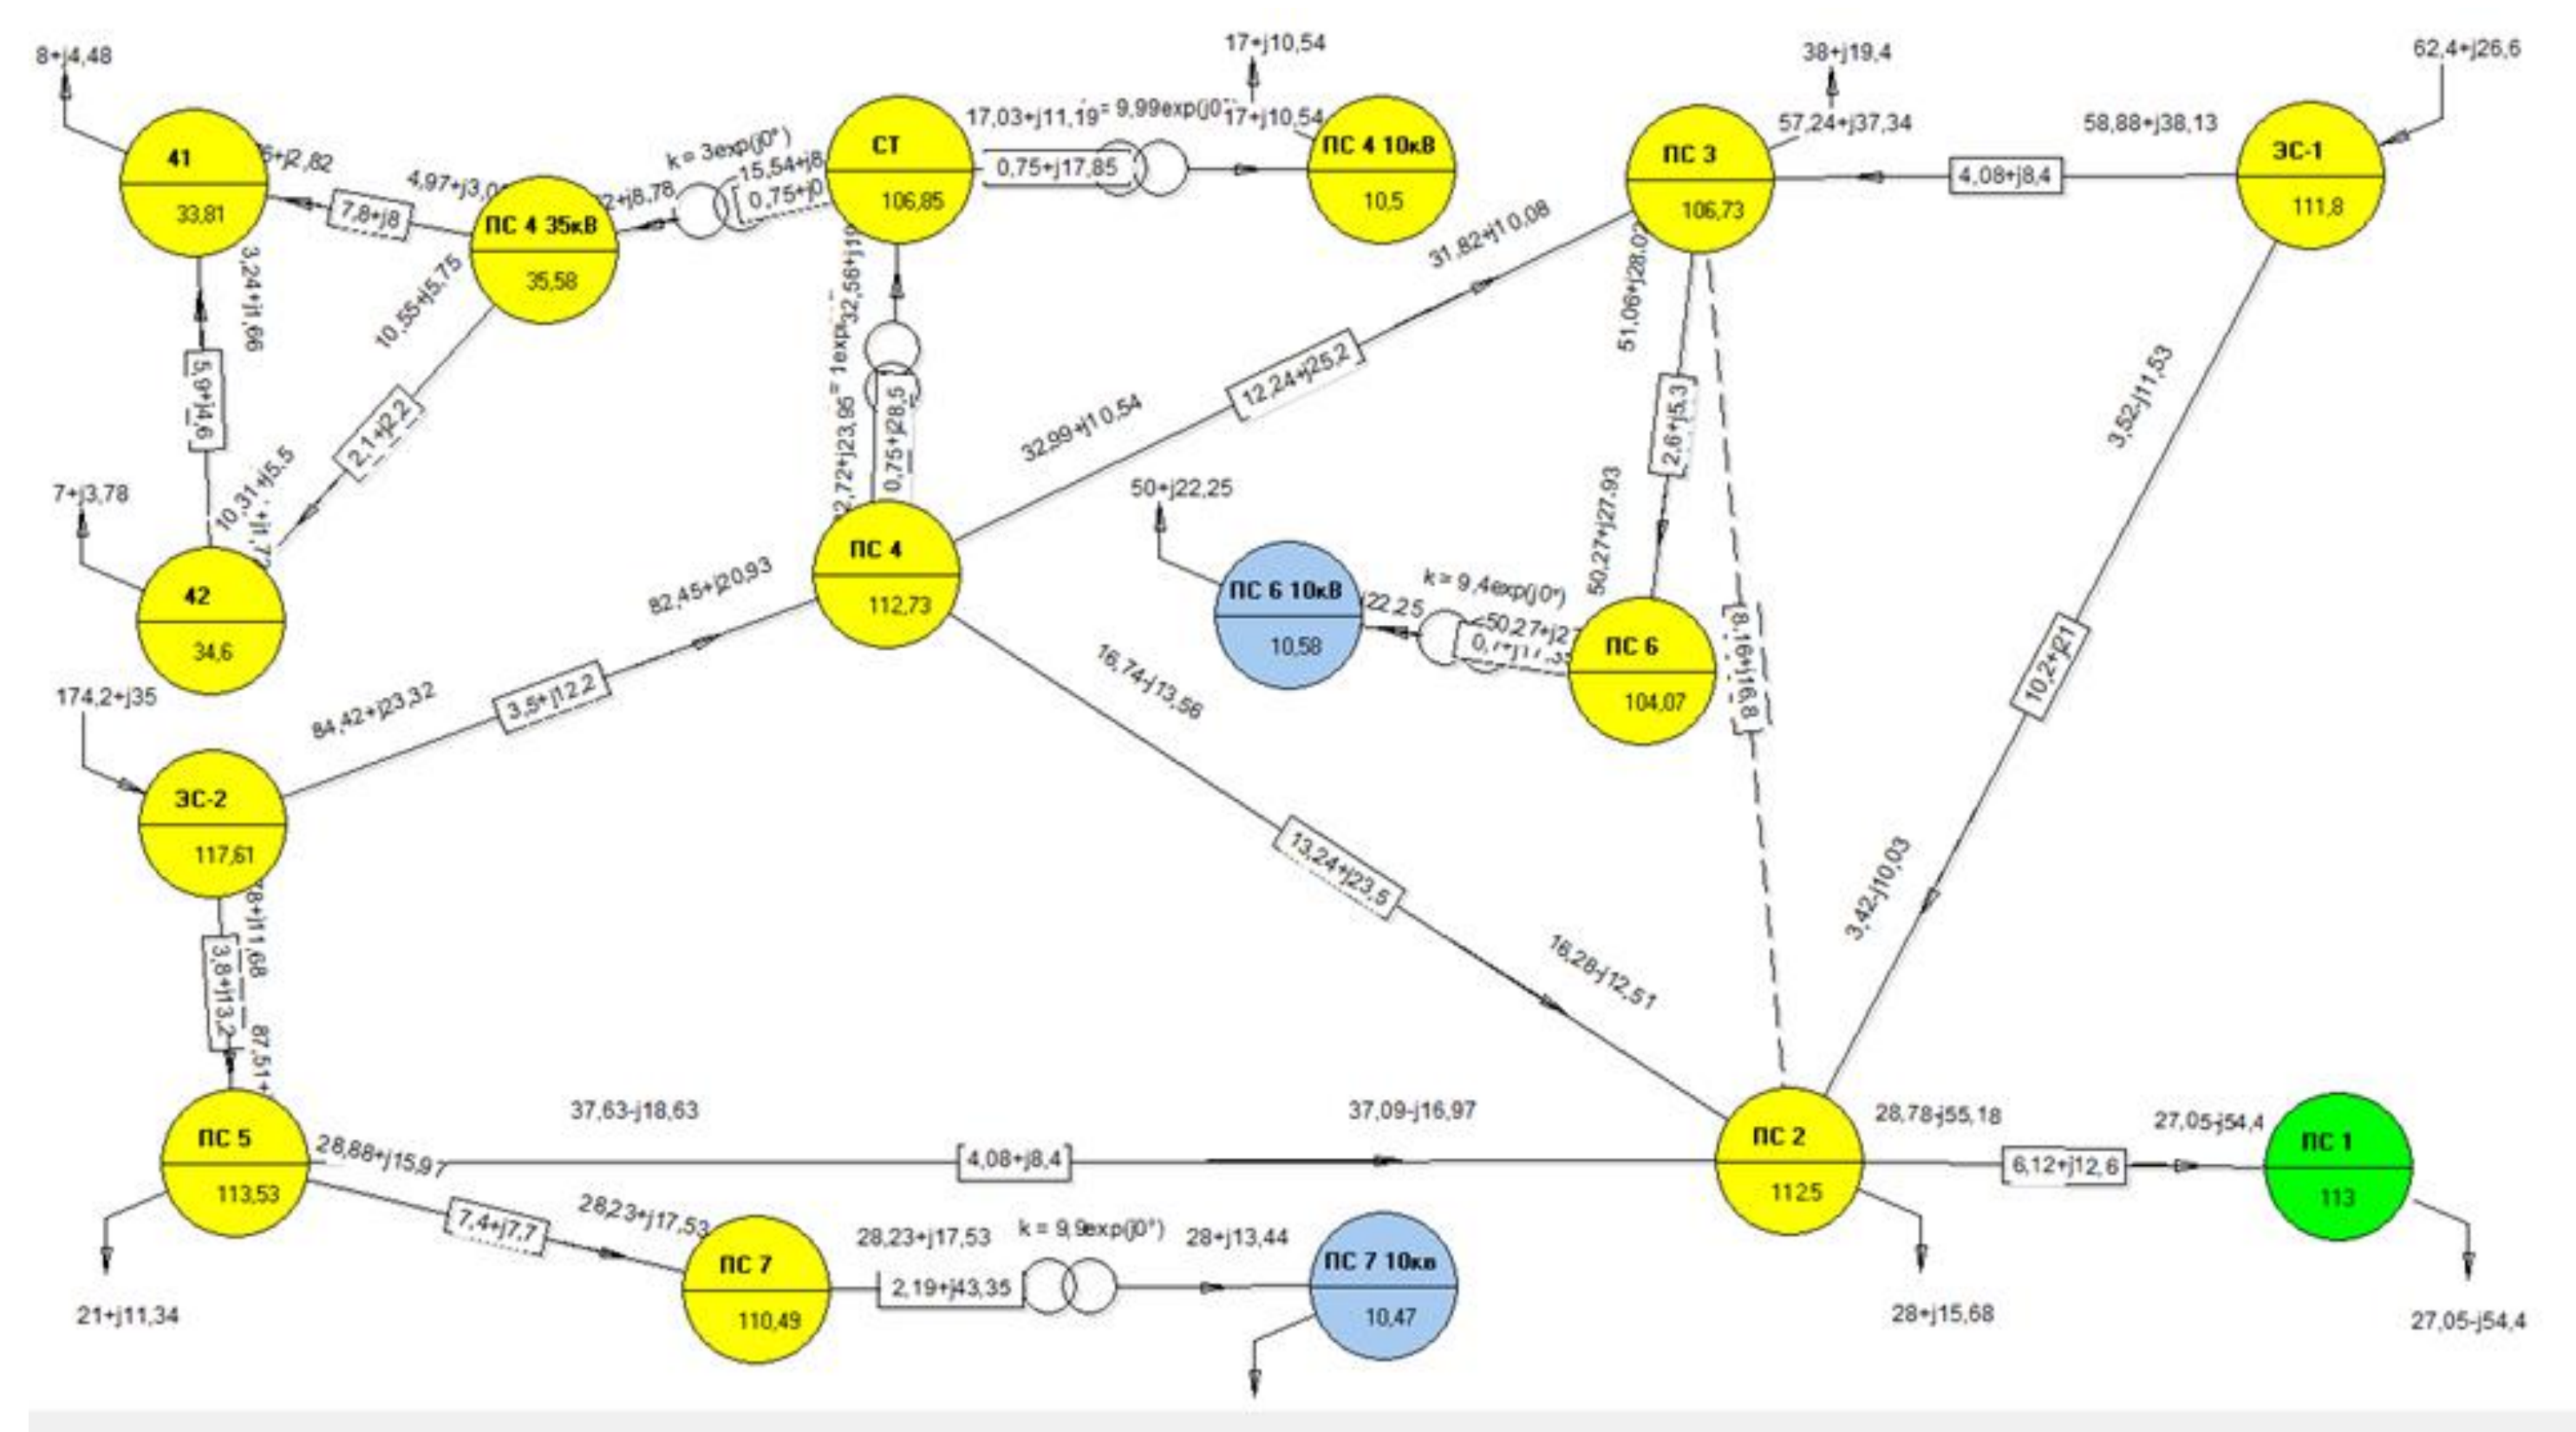 8+j4,48
41
33,81
7,8+j8
ПС 4 35кВ
35,58
k = 3exp(j0°)
СТ
106,85
17,03+j11,19
= 9,99exp(j0°
17+j10,54
17+j10,54
0,75+j17,85
ПС 4 10кВ
10,5
38+j19,4
57,24+j37,34
ПС 3
106,73
58,88+j38,13
4,08+j8,4
ЭС-1
111,8
62,4+j26,6
3,24+j1,66
10,55+j5,75
5,9+j4,6
2,1+j2,2
10,31+j5,5
7+j3,78
42
34,6
0,75+j28,5
31,82+j10,08
12,24+j25,2
32,99+j10,54
51,06+j28,02
2,6+j5,3
50,27+j27,93
3,52-j11,53
10,2+j21
3,42-j10,03
8,16+j16,8
ПС 4
112,73
50+j22,25
ПС 6 10кВ
10,58
k = 9,4exp(j0°)
ПС 6
104,07
174,2+j35
ЭС-2
117,61
84,42+j23,32
3,5+j12,2
82,45+j20,93
16,74-j13,56
13,24+j23,5
16,28-j12,51
3,8+j13,2
ПС 5
113,53
21+j11,34
37,63-j18,63
4,08+j8,4
37,09-j16,97
28,88+j15,97
7,4+j7,7
28,23+j17,53
ПС 7
110,49
28,23+j17,53
k = 9,9exp(j0°)
28+j13,44
2,19+j43,35
ПС 7 10кв
10,47
ПС 2
112,5
28+j15,68
28,78-j55,18
6,12+j12,6
27,05-j54,4
ПС 1
113
27,05-j54,4